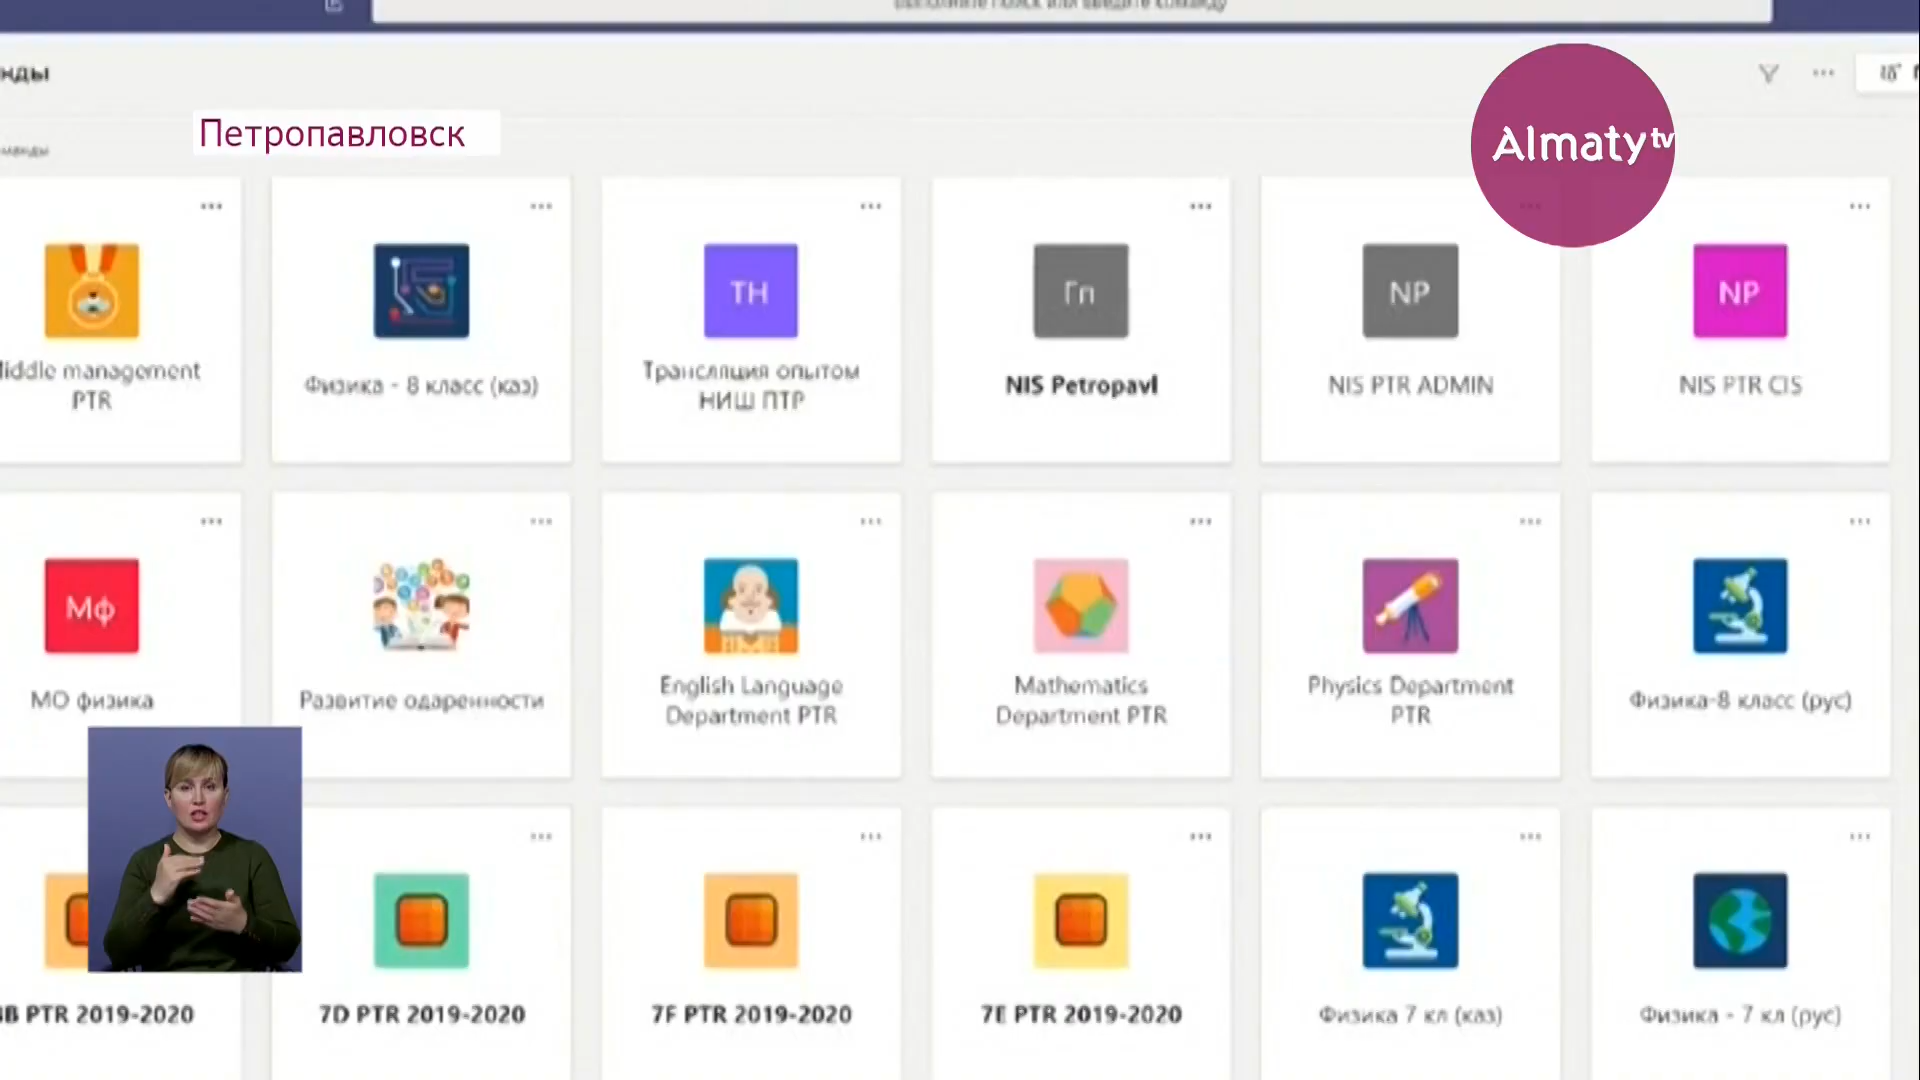 нды
Петропавловск
Almaty tv
TH
Гп
NP
NP
Middle management
PTR
Физика - 8 класс (каз)
Трансляция опытом
НИШ ПТР
NIS Petropavl
NIS PTR ADMIN
NIS PTR CIS
Мф
МО физика
Развитие одаренности
English Language
Department PTR
Mathematics
Department PTR
Physics Department
PTR
Физика-8 класс (рус)
B PTR 2019-2020
7D PTR 2019-2020
7F PTR 2019-2020
7E PTR 2019-2020
Физика 7 кл (каз)
Физика - 7 кл (рус)